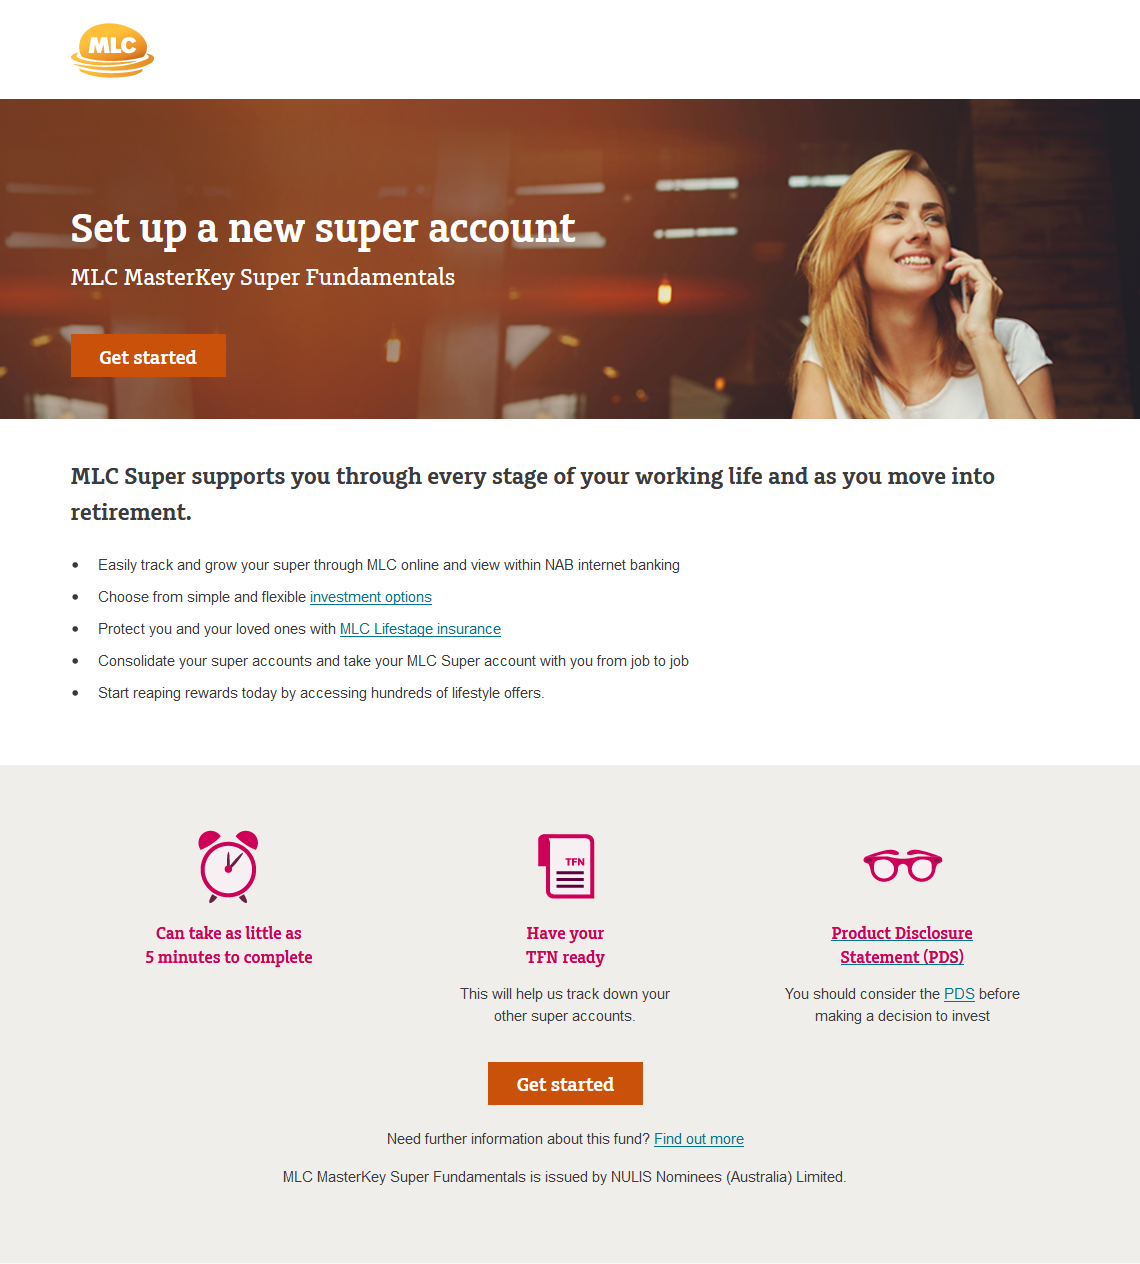 MLC
Set up a new super account
MLC MasterKey Super Fundamentals
Get started
MLC Super supports you through every stage of your working life and as you move into
retirement.
• Easily track and grow your super through MLC online and view within NAB internet banking
• Choose from simple and flexible investment options
• Protect you and your loved ones with MLC Lifestage insurance
• Consolidate your super accounts and take your MLC Super account with you from job to job
• Start reaping rewards today by accessing hundreds of lifestyle offers.
TFN
Can take as little as
5 minutes to complete
Have your
TFN ready
This will help us track down your
other super accounts.
Product Disclosure
Statement (PDS)
You should consider the PDS before
making a decision to invest
Get started
Need further information about this fund? Find out more
MLC MasterKey Super Fundamentals is issued by NULIS Nominees (Australia) Limited.